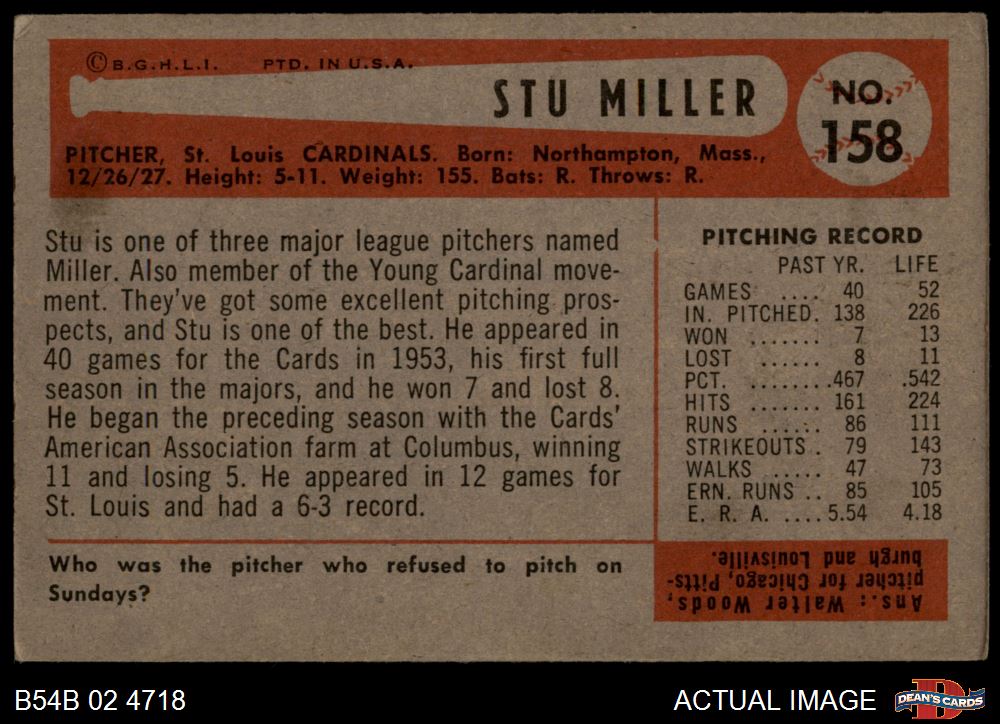 © B.G.H.L.I. PTD. IN U.S.A.
STU MILLER
NO.
158
PITCHER, St. Louis CARDINALS. Born: Northampton, Mass.,
12/26/27. Height: 5-11. Weight: 155. Bats: R. Throws: R.
Stu is one of three major league pitchers named
Miller. Also member of the Young Cardinal move-
ment. They've got some excellent pitching pros-
pects, and Stu is one of the best. He appeared in
40 games for the Cards in 1953, his first full
season in the majors, and he won 7 and lost 8.
He began the preceding season with the Cards'
American Association farm at Columbus, winning
11 and losing 5. He appeared in 12 games for
St. Louis and had a 6-3 record.
PITCHING RECORD
PAST YR. LIFE
GAMES .... 40 52
IN. PITCHED. 138 226
WON ....... 7 13
LOST ...... 8 11
PCT. ........ .467 .542
HITS ....... 161 224
RUNS ...... 86 111
STRIKEOUTS . 79 143
WALKS ..... 47 73
ERN. RUNS .. 85 105
E. R. A. .... 5.54 4.18
Who was the pitcher who refused to pitch on
Sundays?
Ans.: Walter Woods,
pitcher for Chicago, Pitts-
burgh and Louisville.
B54B 02 4718
ACTUAL IMAGE
D
DEAN'S CARDS